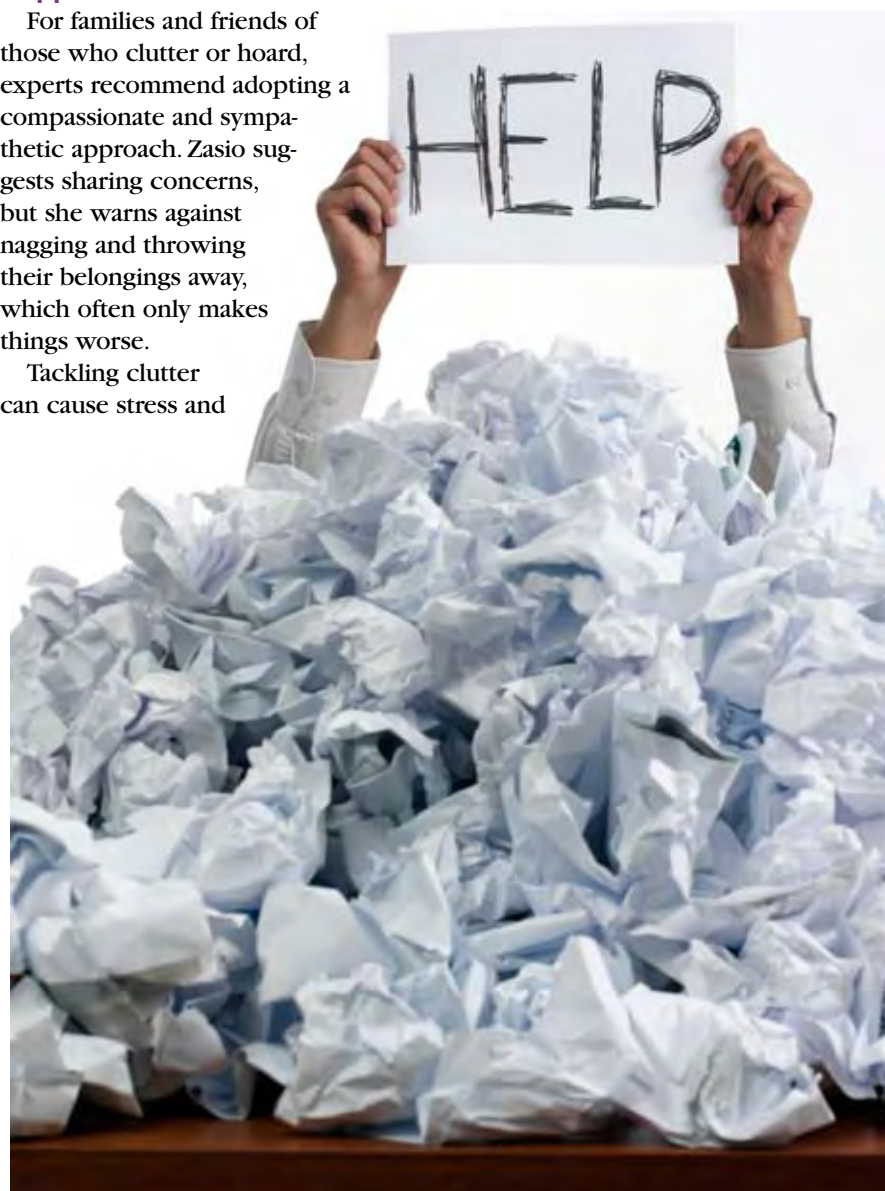 For families and friends of
those who clutter or hoard,
experts recommend adopting a
compassionate and sympa-
thetic approach. Zasio sug-
gests sharing concerns,
but she warns against
nagging and throwing
their belongings away,
which often only makes
things worse.
Tackling clutter
can cause stress and
HELP